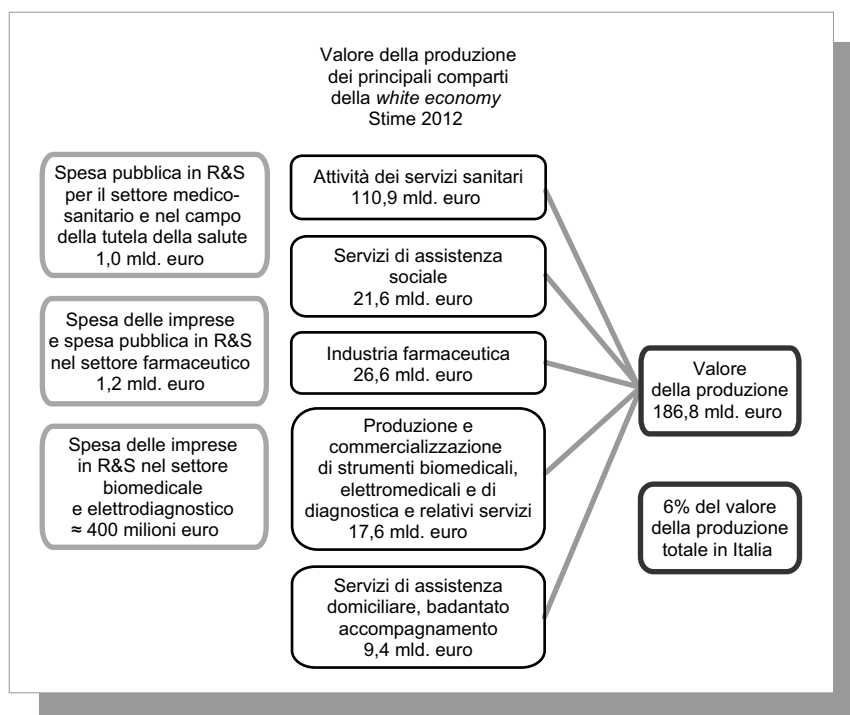 Valore della produzione
dei principali comparti
della white economy
Stime 2012
Spesa pubblica in R&S
per il settore medico-
sanitario e nel campo
della tutela della salute
1,0 mld. euro
Spesa delle imprese
e spesa pubblica in R&S
nel settore farmaceutico
1,2 mld. euro
Spesa delle imprese
in R&S nel settore
biomedicale
e elettrodiagnostico
≈ 400 milioni euro
Attività dei servizi sanitari
110,9 mld. euro
Servizi di assistenza
sociale
21,6 mld. euro
Industria farmaceutica
26,6 mld. euro
Produzione e
commercializzazione
di strumenti biomedicali,
elettromedicali e di
diagnostica e relativi servizi
17,6 mld. euro
Servizi di assistenza
domiciliare, badantato
accompagnamento
9,4 mld. euro
Valore
della produzione
186,8 mld. euro
6% del valore
della produzione
totale in Italia